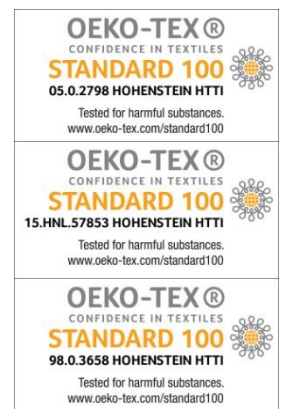 OEKO-TEX®
CONFIDENCE IN TEXTILES
STANDARD 100
05.0.2798 HOHENSTEIN HTTI
Tested for harmful substances.
www.oeko-tex.com/standard100
OEKO-TEX®
CONFIDENCE IN TEXTILES
STANDARD 100
15.HNL.57853 HOHENSTEIN HTTI
Tested for harmful substances.
www.oeko-tex.com/standard100
OEKO-TEX®
CONFIDENCE IN TEXTILES
STANDARD 100
98.0.3658 HOHENSTEIN HTTI
Tested for harmful substances.
www.oeko-tex.com/standard100